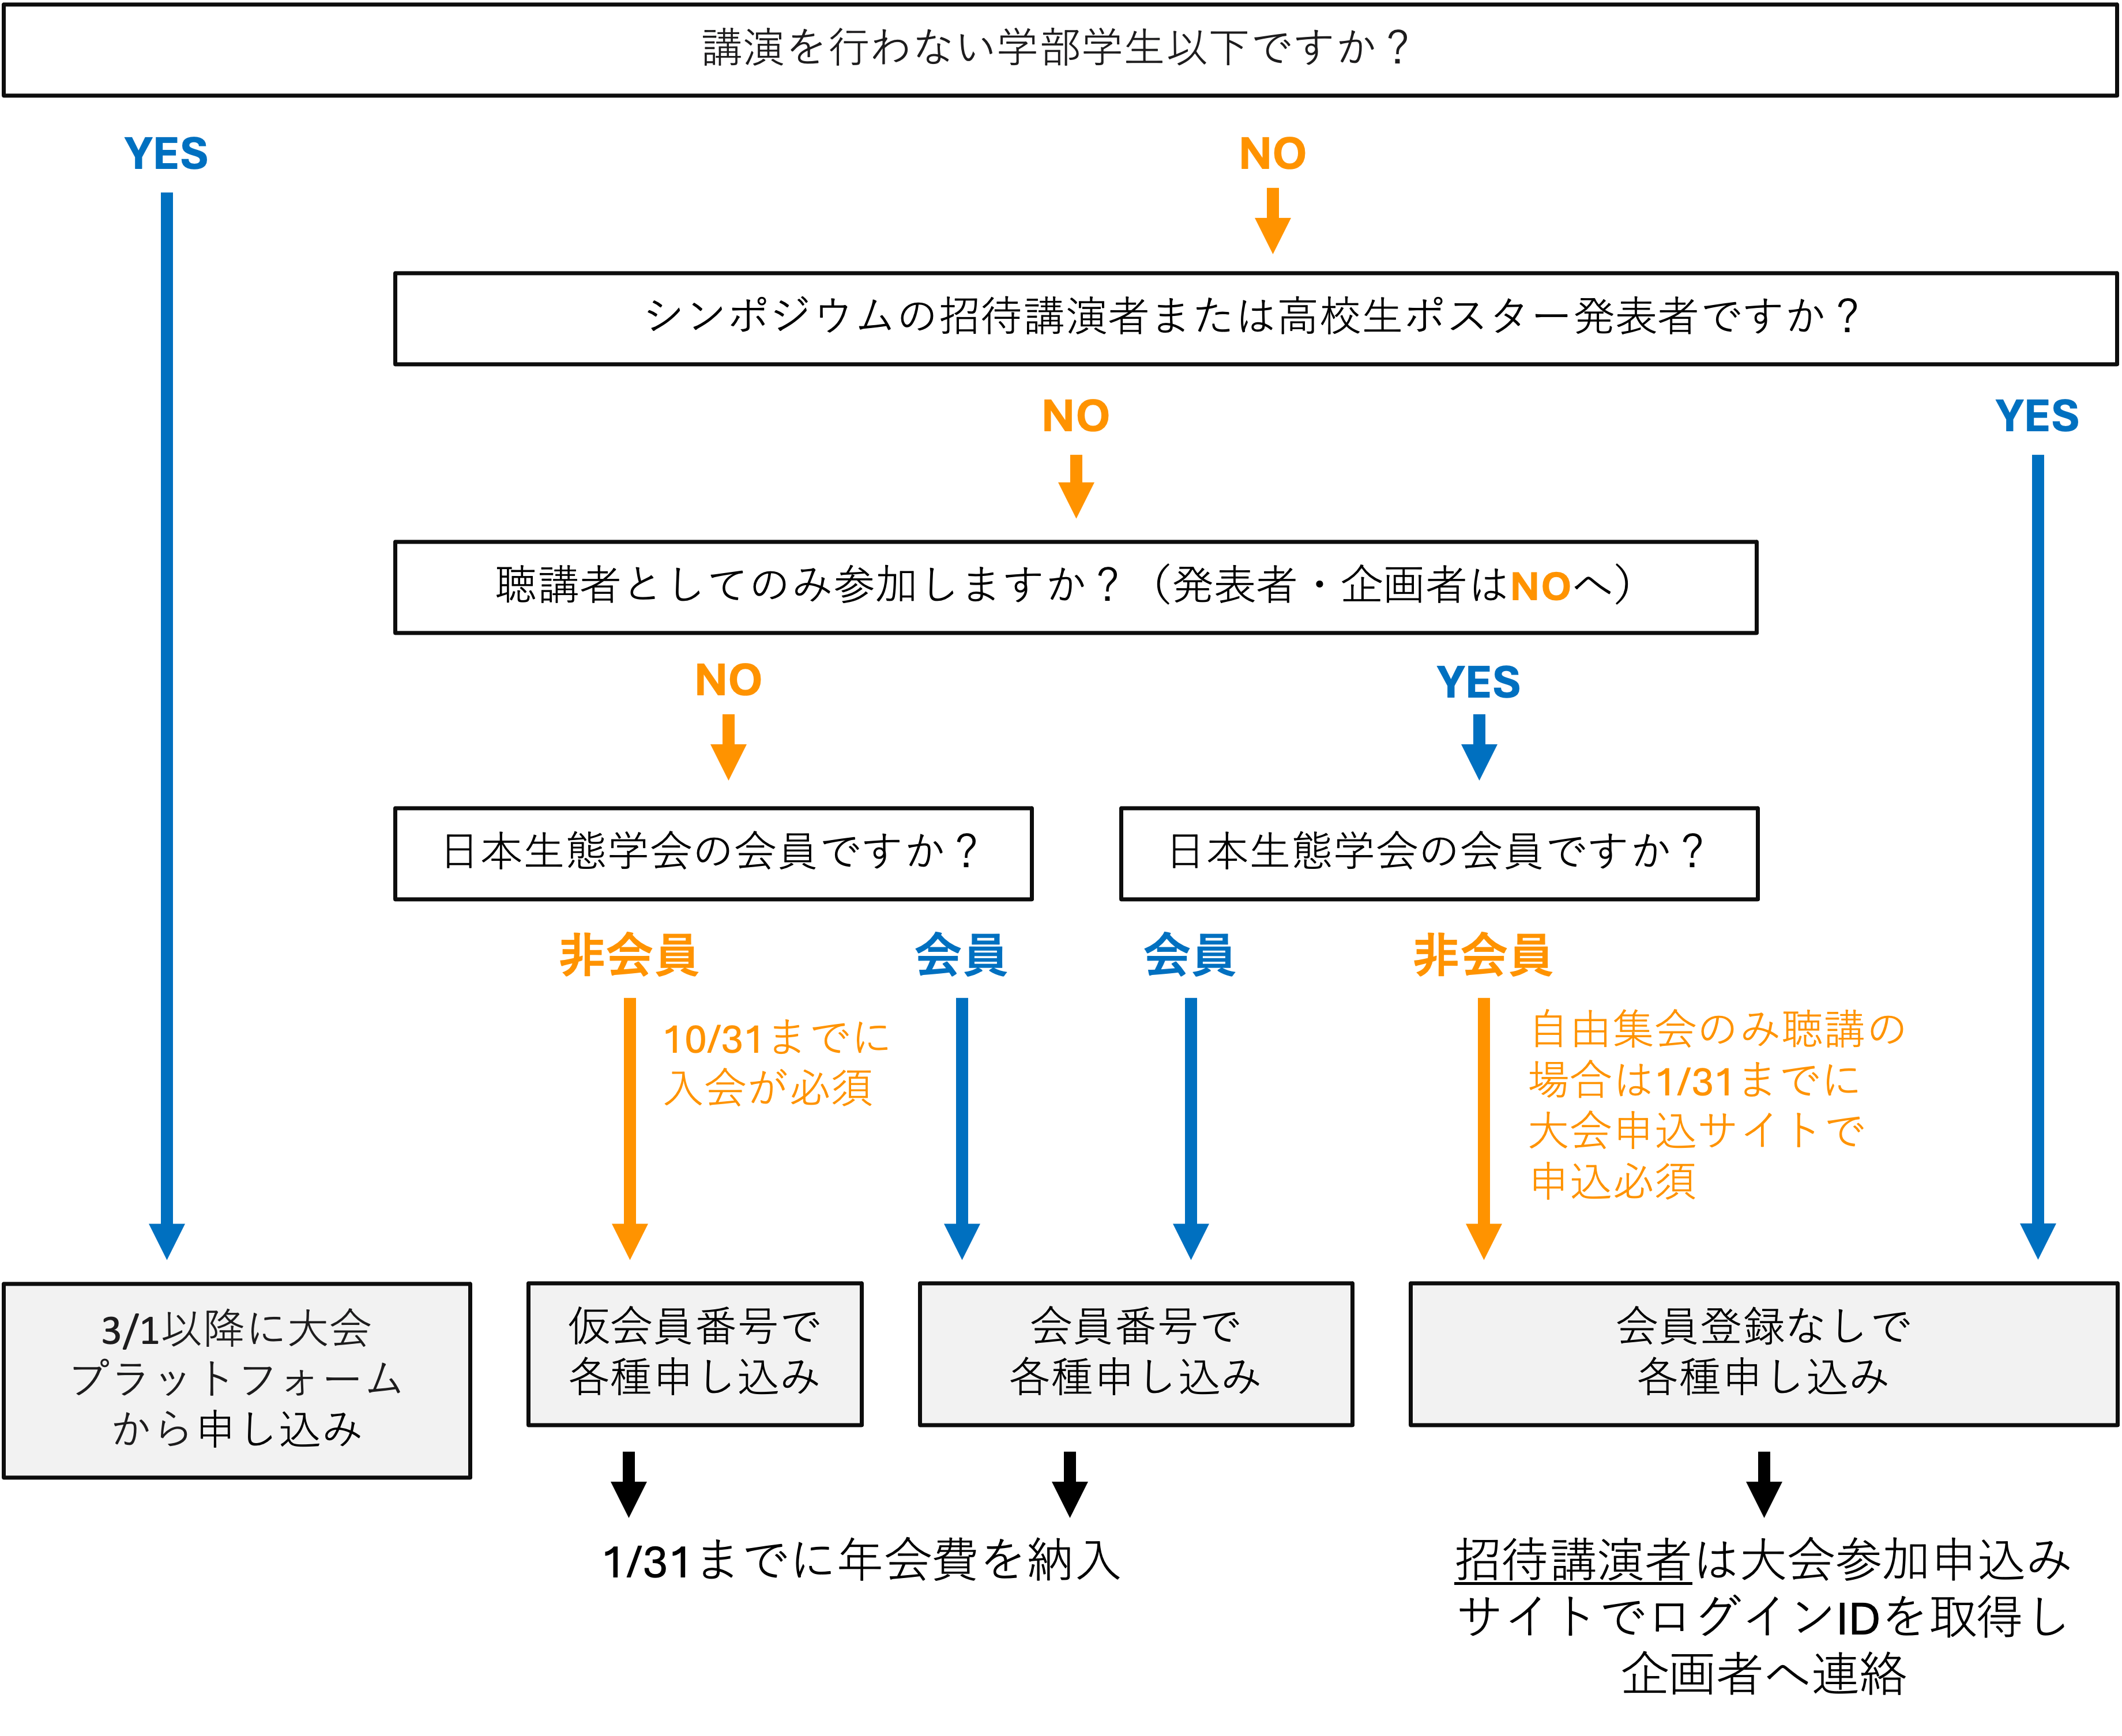 講演を行わない学部学生以下ですか？
YES
NO
シンポジウムの招待講演者または高校生ポスター発表者ですか？
NO
YES
聴講者としてのみ参加しますか？（発表者・企画者はNOへ）
NO
YES
日本生態学会の会員ですか？
日本生態学会の会員ですか？
非会員
会員
会員
非会員
10/31までに
入会が必須
自由集会のみ聴講の
場合は1/31までに
大会申込サイトで
申込必須
3/1以降に大会
プラットフォーム
から申し込み
仮会員番号で
各種申し込み
会員番号で
各種申し込み
会員登録なしで
各種申し込み
1/31までに年会費を納入
招待講演者は大会参加申込み
サイトでログインIDを取得し
企画者へ連絡